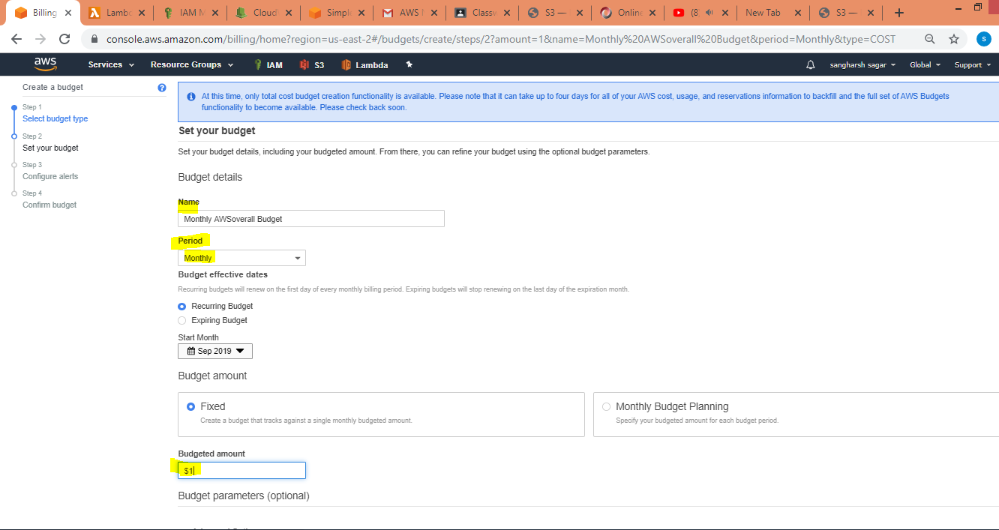 Billing Lambd IAM M Cloud Simple AWS Classw S3 — Online (8) New Tab S3 —
console.aws.amazon.com/billing/home?region=us-east-2#/budgets/create/steps/2?amount=1&name=Monthly%20AWSoverall%20Budget&period=Monthly&type=COST S
aws Services Resource Groups IAM S3 Lambda sangharsh sagar Global Support
Create a budget ?
Step 1
Select budget type
Step 2
Set your budget
Step 3
Configure alerts
Step 4
Confirm budget
At this time, only total cost budget creation functionality is available. Please note that it can take up to four days for all of your AWS cost, usage, and reservations information to backfill and the full set of AWS Budgets
functionality to become available. Please check back soon.
Set your budget
Set your budget details, including your budgeted amount. From there, you can refine your budget using the optional budget parameters.
Budget details
Name
Monthly AWSoverall Budget
Period
Monthly
Budget effective dates
Recurring budgets will renew on the first day of every monthly billing period. Expiring budgets will stop renewing on the last day of the expiration month.
Recurring Budget
Expiring Budget
Start Month
Sep 2019
Budget amount
Fixed
Create a budget that tracks against a single monthly budgeted amount.
Monthly Budget Planning
Specify your budgeted amount for each budget period.
Budgeted amount
$1
Budget parameters (optional)